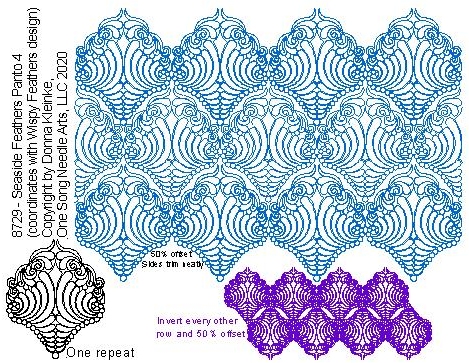 8729 - Seaside Feathers Panto 4
(coordinates with Wispy Feathers design)
Copyright by Donna Kleinke,
One Song Needle Arts, LLC 2020
50% offset
Sides trim neatly
Invert every other
row and 50% offset
One repeat